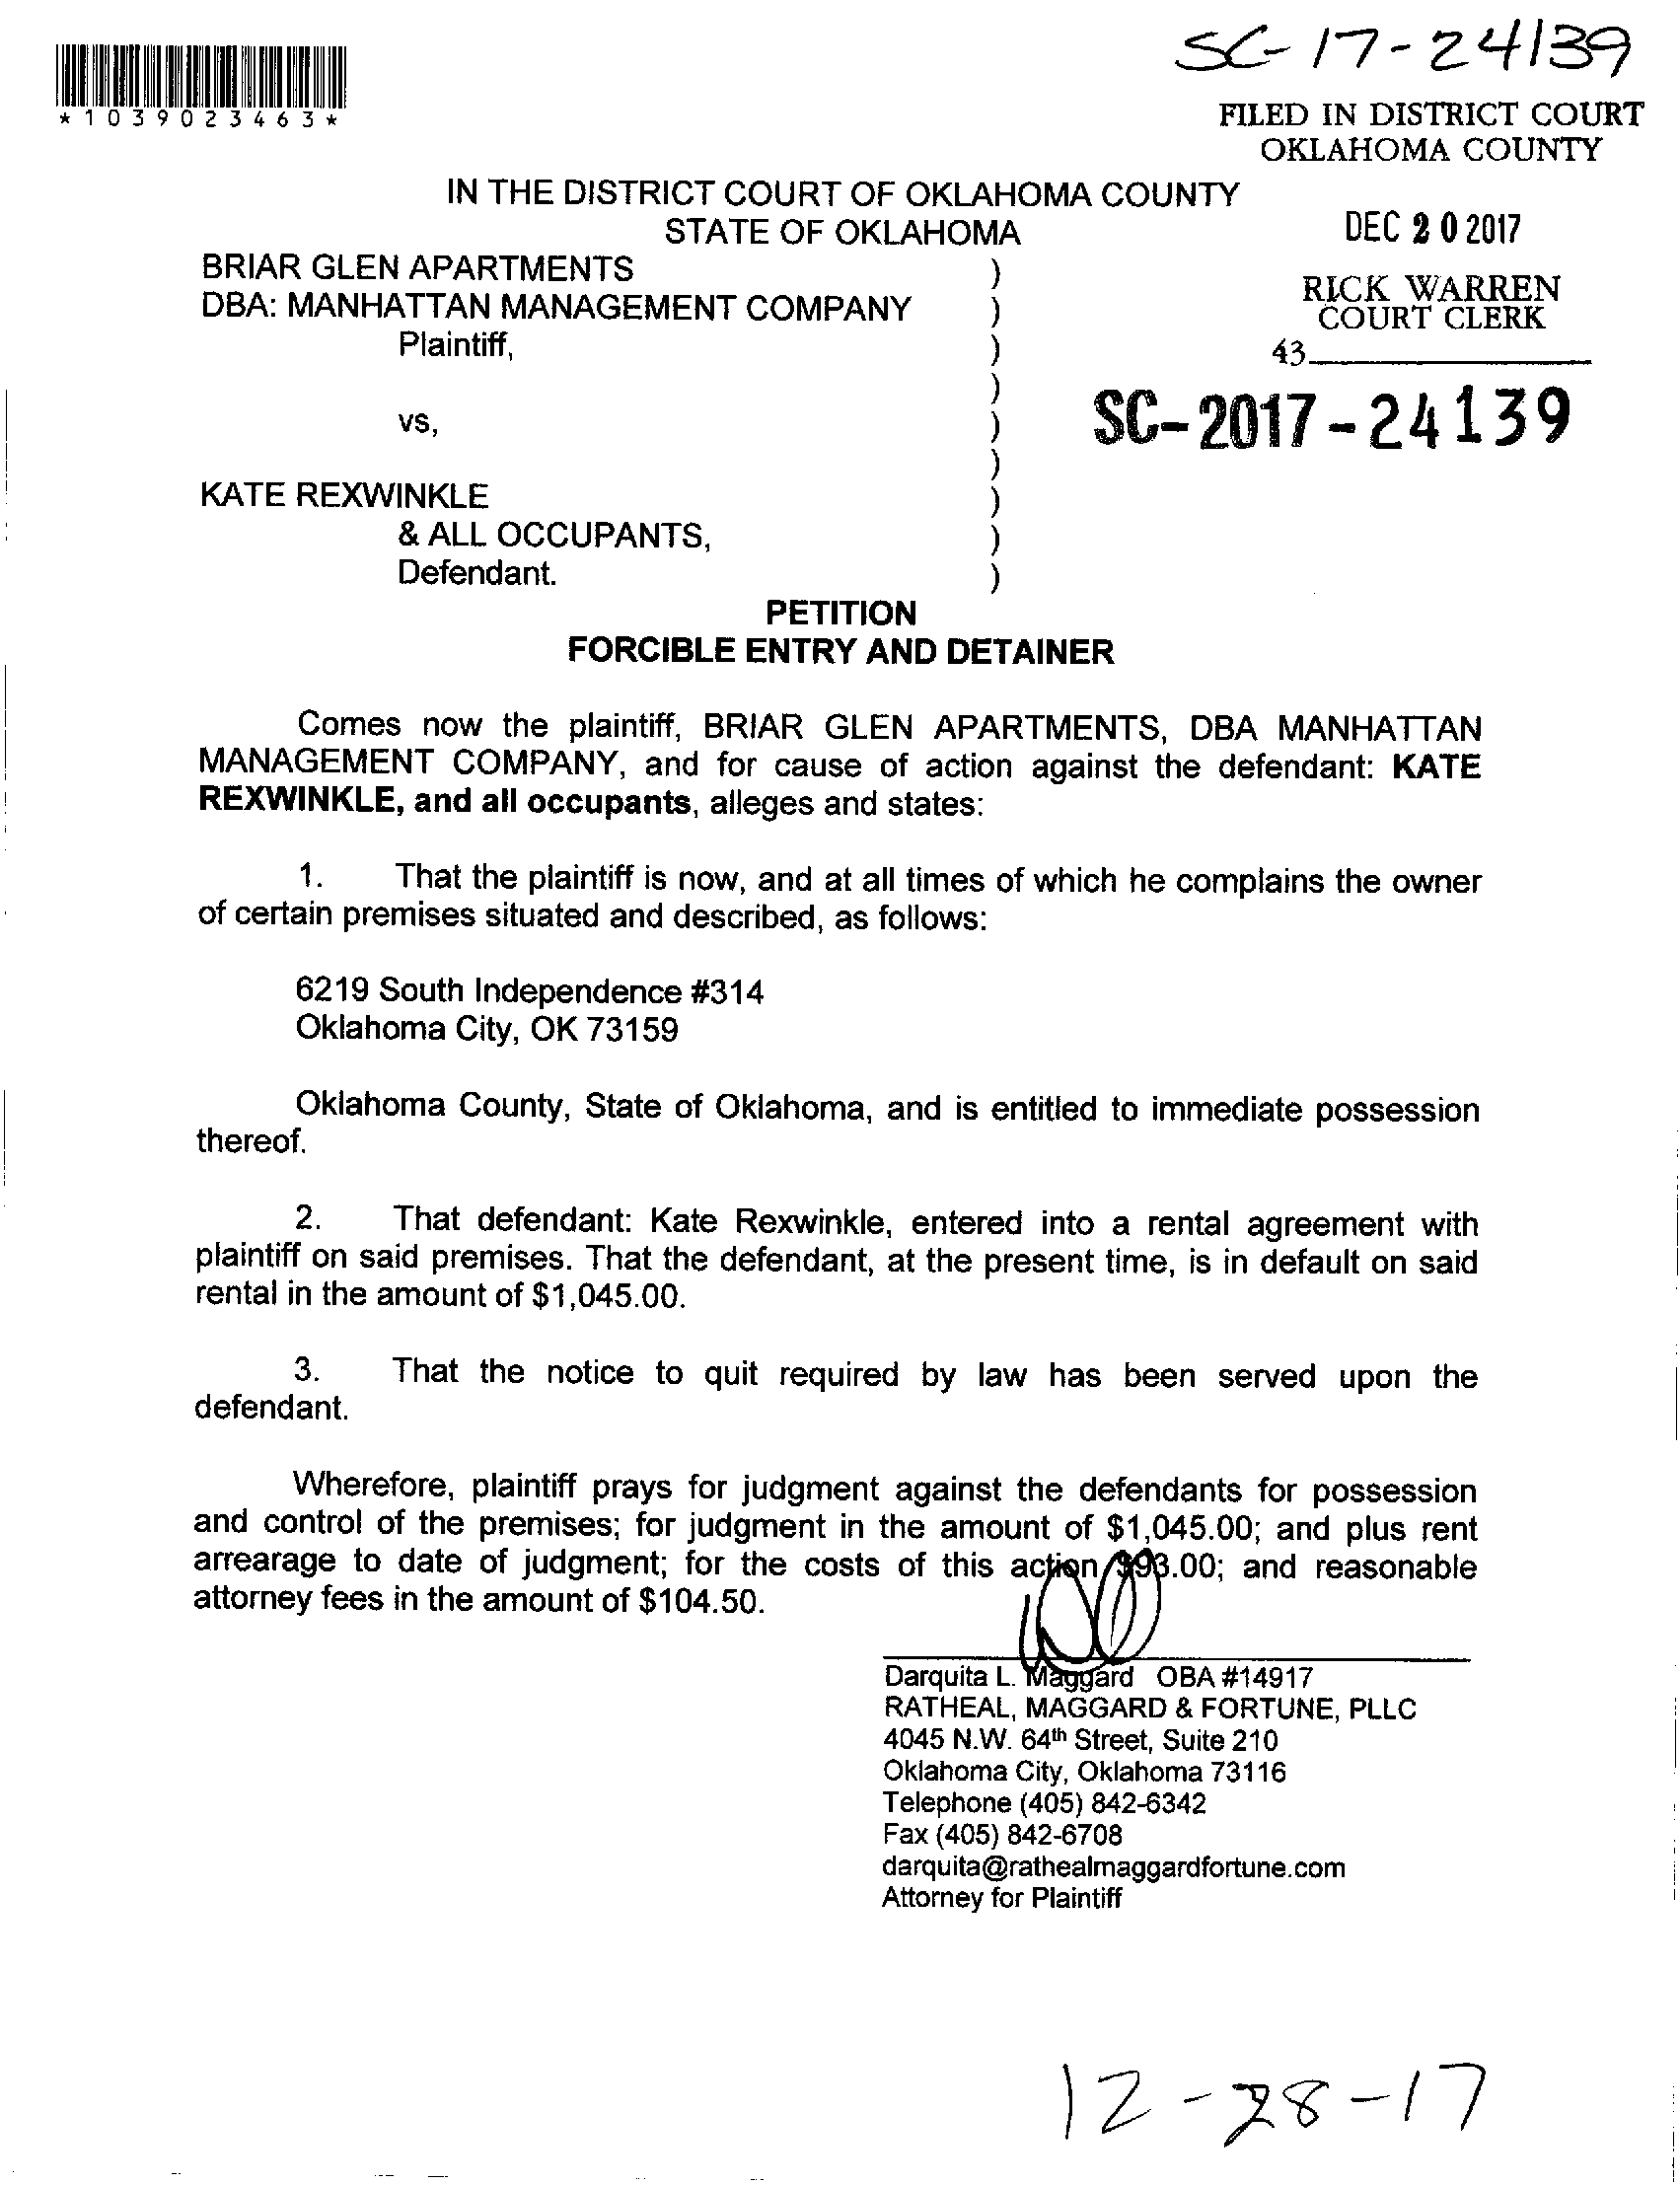 SC-17-24139
*1039023463*
FILED IN DISTRICT COURT
OKLAHOMA COUNTY
IN THE DISTRICT COURT OF OKLAHOMA COUNTY
STATE OF OKLAHOMA
DEC 20 2017
BRIAR GLEN APARTMENTS )
DBA: MANHATTAN MANAGEMENT COMPANY )
RICK WARREN
COURT CLERK
Plaintiff, )
43
)
vs, )
SC-2017-24139
)
KATE REXWINKLE )
& ALL OCCUPANTS, )
Defendant. )
PETITION
FORCIBLE ENTRY AND DETAINER
Comes now the plaintiff, BRIAR GLEN APARTMENTS, DBA MANHATTAN
MANAGEMENT COMPANY, and for cause of action against the defendant: KATE
REXWINKLE, and all occupants, alleges and states:
1. That the plaintiff is now, and at all times of which he complains the owner
of certain premises situated and described, as follows:
6219 South Independence #314
Oklahoma City, OK 73159
Oklahoma County, State of Oklahoma, and is entitled to immediate possession
thereof.
2. That defendant: Kate Rexwinkle, entered into a rental agreement with
plaintiff on said premises. That the defendant, at the present time, is in default on said
rental in the amount of $1,045.00.
3. That the notice to quit required by law has been served upon the
defendant.
Wherefore, plaintiff prays for judgment against the defendants for possession
and control of the premises; for judgment in the amount of $1,045.00; and plus rent
arrearage to date of judgment; for the costs of this action $93.00; and reasonable
attorney fees in the amount of $104.50.
Darquita L. Maggard OBA #14917
RATHEAL, MAGGARD & FORTUNE, PLLC
4045 N.W. 64th Street, Suite 210
Oklahoma City, Oklahoma 73116
Telephone (405) 842-6342
Fax (405) 842-6708
darquita@rathealmaggardfortune.com
Attorney for Plaintiff
12-28-17